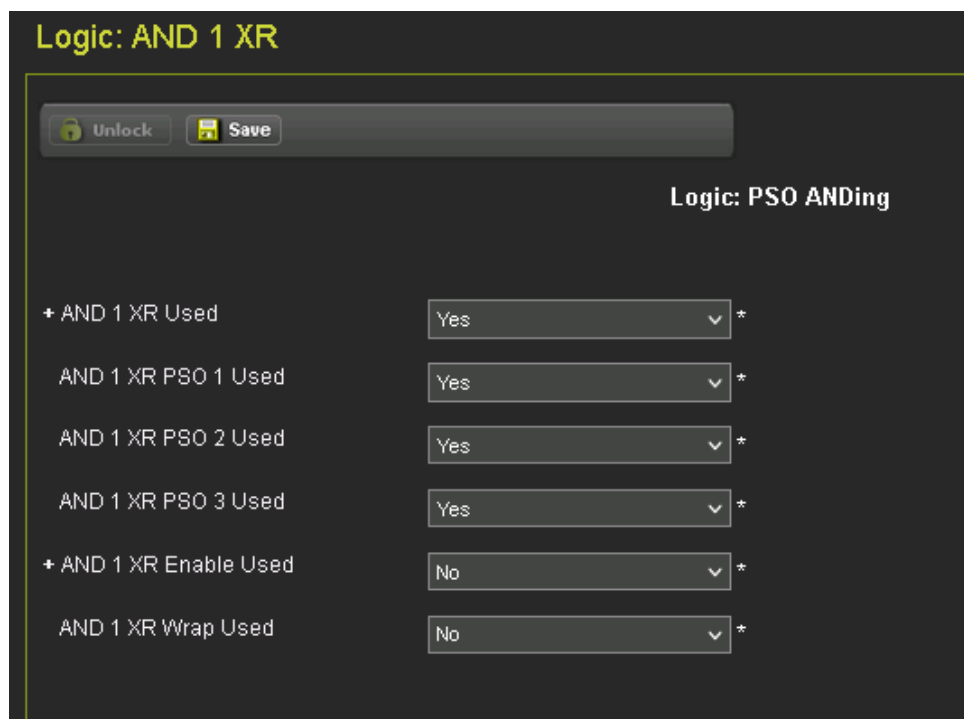 Logic: AND 1 XR
Unlock Save
Logic: PSO ANDing
+ AND 1 XR Used Yes *
AND 1 XR PSO 1 Used Yes *
AND 1 XR PSO 2 Used Yes *
AND 1 XR PSO 3 Used Yes *
+ AND 1 XR Enable Used No *
AND 1 XR Wrap Used No *